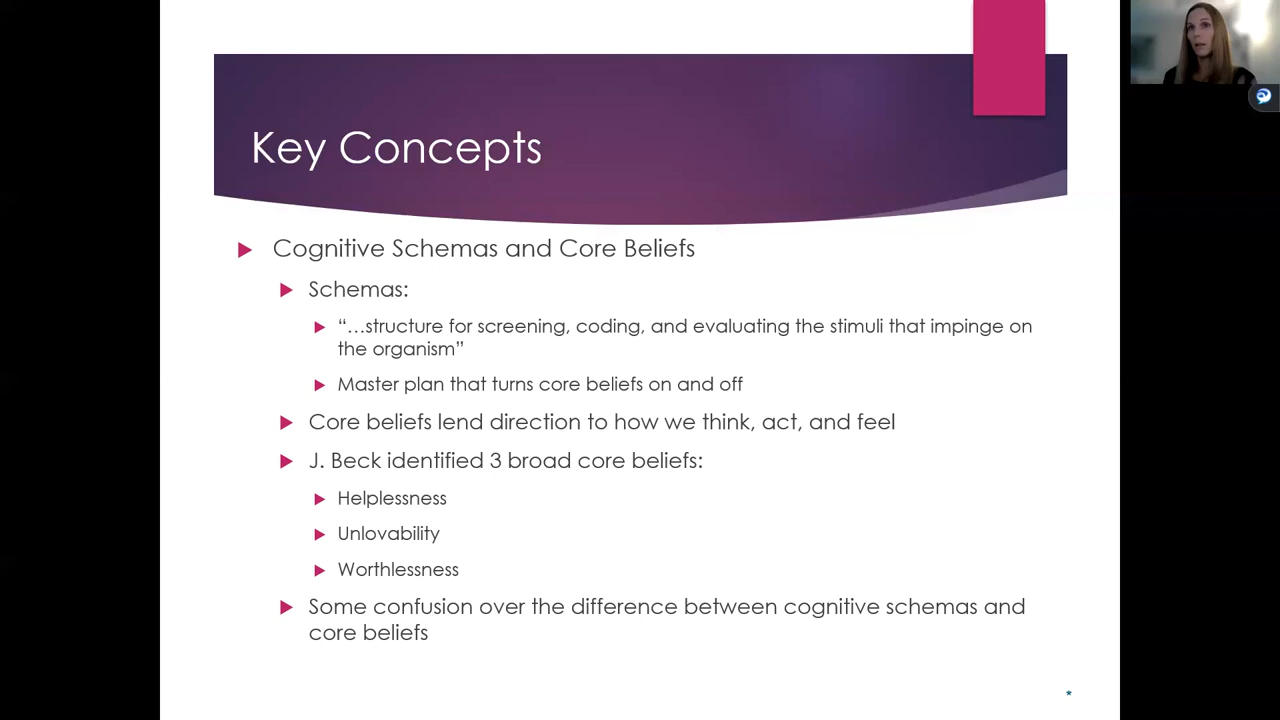 Key Concepts
Cognitive Schemas and Core Beliefs
Schemas:
“…structure for screening, coding, and evaluating the stimuli that impinge on
the organism”
Master plan that turns core beliefs on and off
Core beliefs lend direction to how we think, act, and feel
J. Beck identified 3 broad core beliefs:
Helplessness
Unlovability
Worthlessness
Some confusion over the difference between cognitive schemas and
core beliefs
*